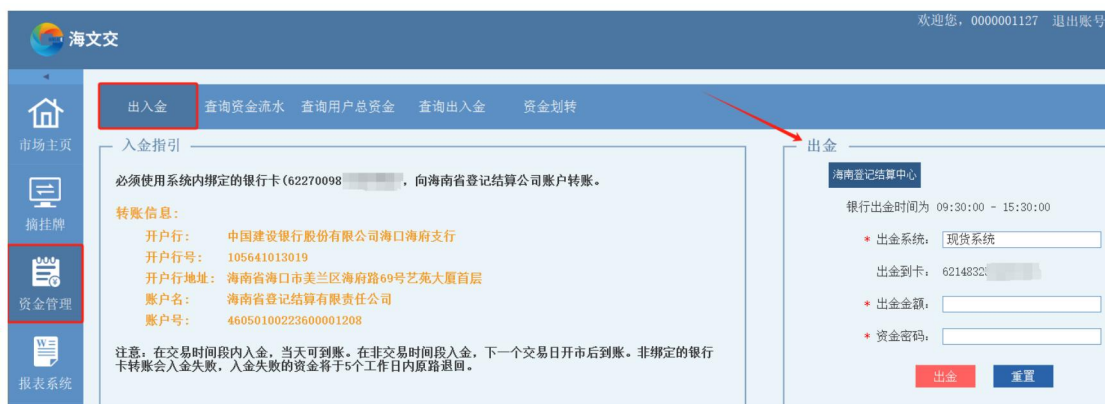 欢迎您，0000001127 退出账号
海文交
市场主页
摘挂牌
资金管理
报表系统
出入金 查询资金流水 查询用户总资金 查询出入金 资金划转
入金指引
必须使用系统内绑定的银行卡(62270098 ，向海南省登记结算公司账户转账。
转账信息：
开户行： 中国建设银行股份有限公司海口海府支行
开户行号： 105641013019
开户行地址： 海南省海口市美兰区海府路69号艺苑大厦首层
账户名： 海南省登记结算有限责任公司
账户号： 46050100223600001208
注意：在交易时间段内入金，当天可到账。在非交易时间段入金，下一个交易日开市后到账。非绑定的银行
卡转账会入金失败，入金失败的资金将于5个工作日内原路退回。
出金
海南登记结算中心
银行出金时间为 09:30:00 - 15:30:00
* 出金系统： 现货系统
出金到卡： 6214832
* 出金金额：
* 资金密码：
出金 重置